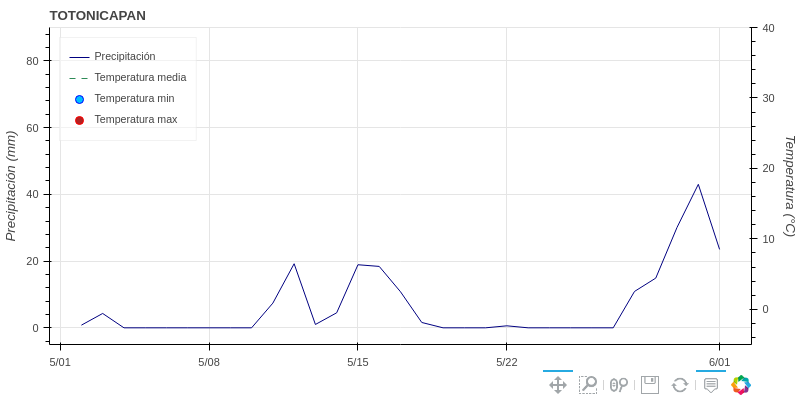 TOTONICAPAN
Precipitación
Temperatura media
Temperatura min
Temperatura max
Precipitación (mm)
80
60
40
20
0
Temperatura (°C)
40
30
20
10
0
5/01
5/08
5/15
5/22
6/01